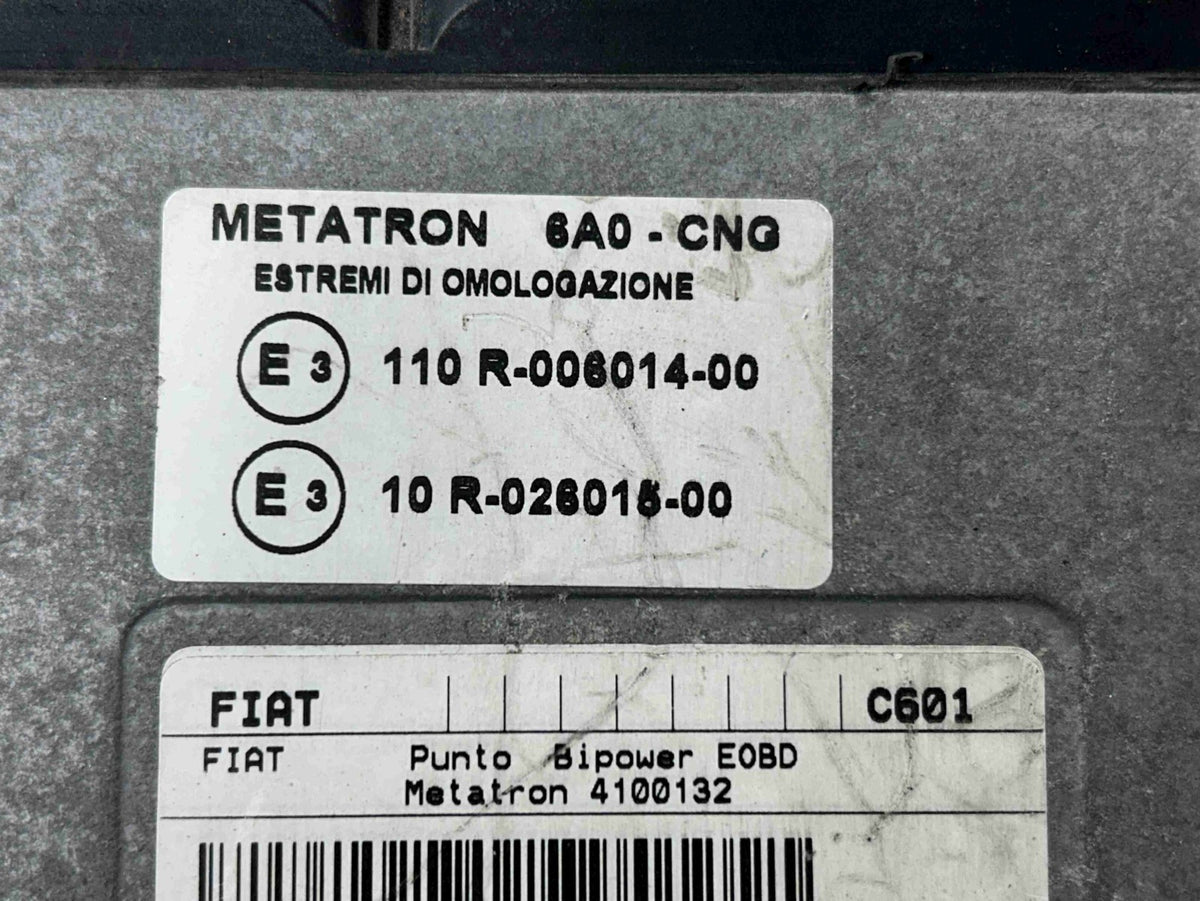 METATRON 6A0 - CNG
ESTREMI DI OMOLOGAZIONE
E 3 110 R-006014-00
E 3 10 R-026015-00
FIAT C601
FIAT Punto Bipower EOBD
Metatron 4100132